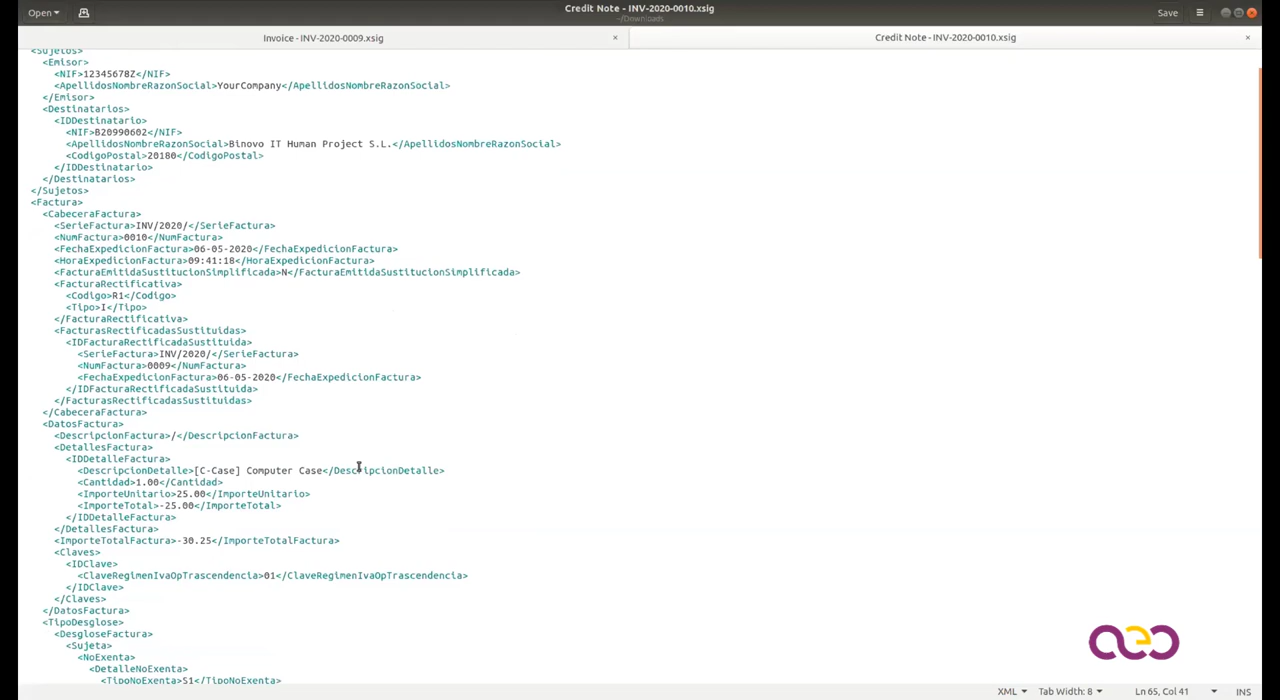 Open
Credit Note - INV-2020-0010.xsig
~/Downloads
Save
Invoice - INV-2020-0009.xsig
Credit Note - INV-2020-0010.xsig
<Sujetos>
<Emisor>
<NIF>12345678Z</NIF>
<ApellidosNombreRazonSocial>YourCompany</ApellidosNombreRazonSocial>
</Emisor>
<Destinatarios>
<IDDestinatario>
<NIF>B20990602</NIF>
<ApellidosNombreRazonSocial>Binovo IT Human Project S.L.</ApellidosNombreRazonSocial>
<CodigoPostal>20180</CodigoPostal>
</IDDestinatario>
</Destinatarios>
</Sujetos>
<Factura>
<CabeceraFactura>
<SerieFactura>INV/2020/</SerieFactura>
<NumFactura>0010</NumFactura>
<FechaExpedicionFactura>06-05-2020</FechaExpedicionFactura>
<HoraExpedicionFactura>09:41:18</HoraExpedicionFactura>
<FacturaEmitidaSustitucionSimplificada>N</FacturaEmitidaSustitucionSimplificada>
<FacturaRectificativa>
<Codigo>R1</Codigo>
<Tipo>I</Tipo>
</FacturaRectificativa>
<FacturasRectificadasSustituidas>
<IDFacturaRectificadaSustituida>
<SerieFactura>INV/2020/</SerieFactura>
<NumFactura>0009</NumFactura>
<FechaExpedicionFactura>06-05-2020</FechaExpedicionFactura>
</IDFacturaRectificadaSustituida>
</FacturasRectificadasSustituidas>
</CabeceraFactura>
<DatosFactura>
<DescripcionFactura>/</DescripcionFactura>
<DetallesFactura>
<IDDetalleFactura>
<DescripcionDetalle>[C-Case] Computer Case</DescripcionDetalle>
<Cantidad>1.00</Cantidad>
<ImporteUnitario>25.00</ImporteUnitario>
<ImporteTotal>-25.00</ImporteTotal>
</IDDetalleFactura>
</DetallesFactura>
<ImporteTotalFactura>-30.25</ImporteTotalFactura>
<Claves>
<IDClave>
<ClaveRegimenIvaOpTrascendencia>01</ClaveRegimenIvaOpTrascendencia>
</IDClave>
</Claves>
</DatosFactura>
<TipoDesglose>
<DesgloseFactura>
<Sujeta>
<NoExenta>
<DetalleNoExenta>
<TipoNoExenta>S1</TipoNoExenta>
aeo
XML
Tab Width: 8
Ln 65, Col 41
INS